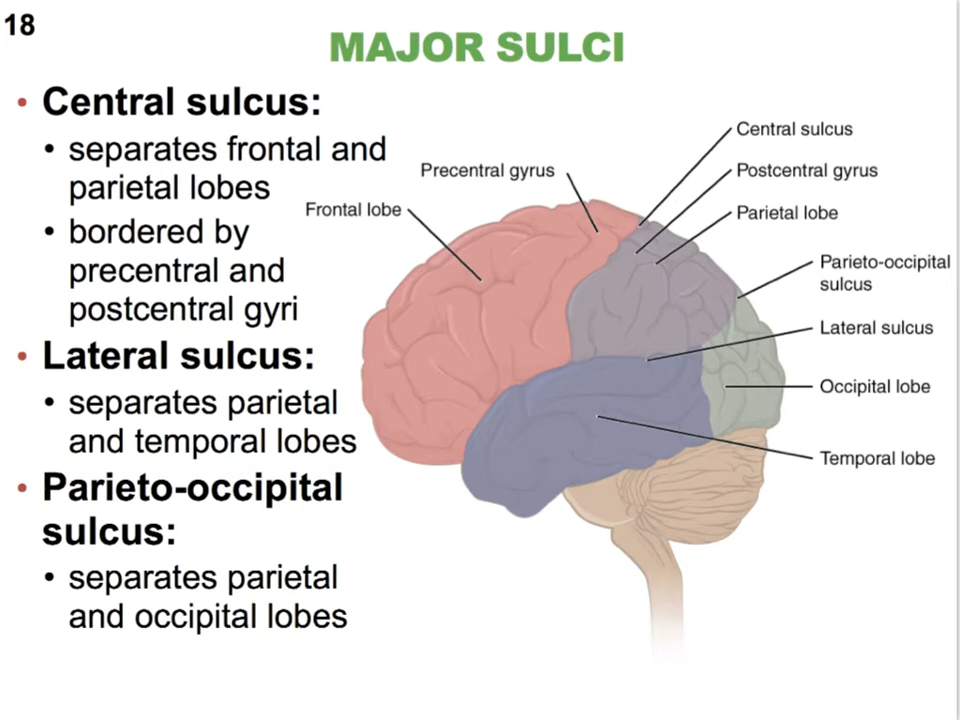 18
MAJOR SULCI
• Central sulcus:
• separates frontal and
parietal lobes
• bordered by
precentral and
postcentral gyri
• Lateral sulcus:
• separates parietal
and temporal lobes
• Parieto-occipital
sulcus:
• separates parietal
and occipital lobes
Frontal lobe
Precentral gyrus
Central sulcus
Postcentral gyrus
Parietal lobe
Parieto-occipital
sulcus
Lateral sulcus
Occipital lobe
Temporal lobe